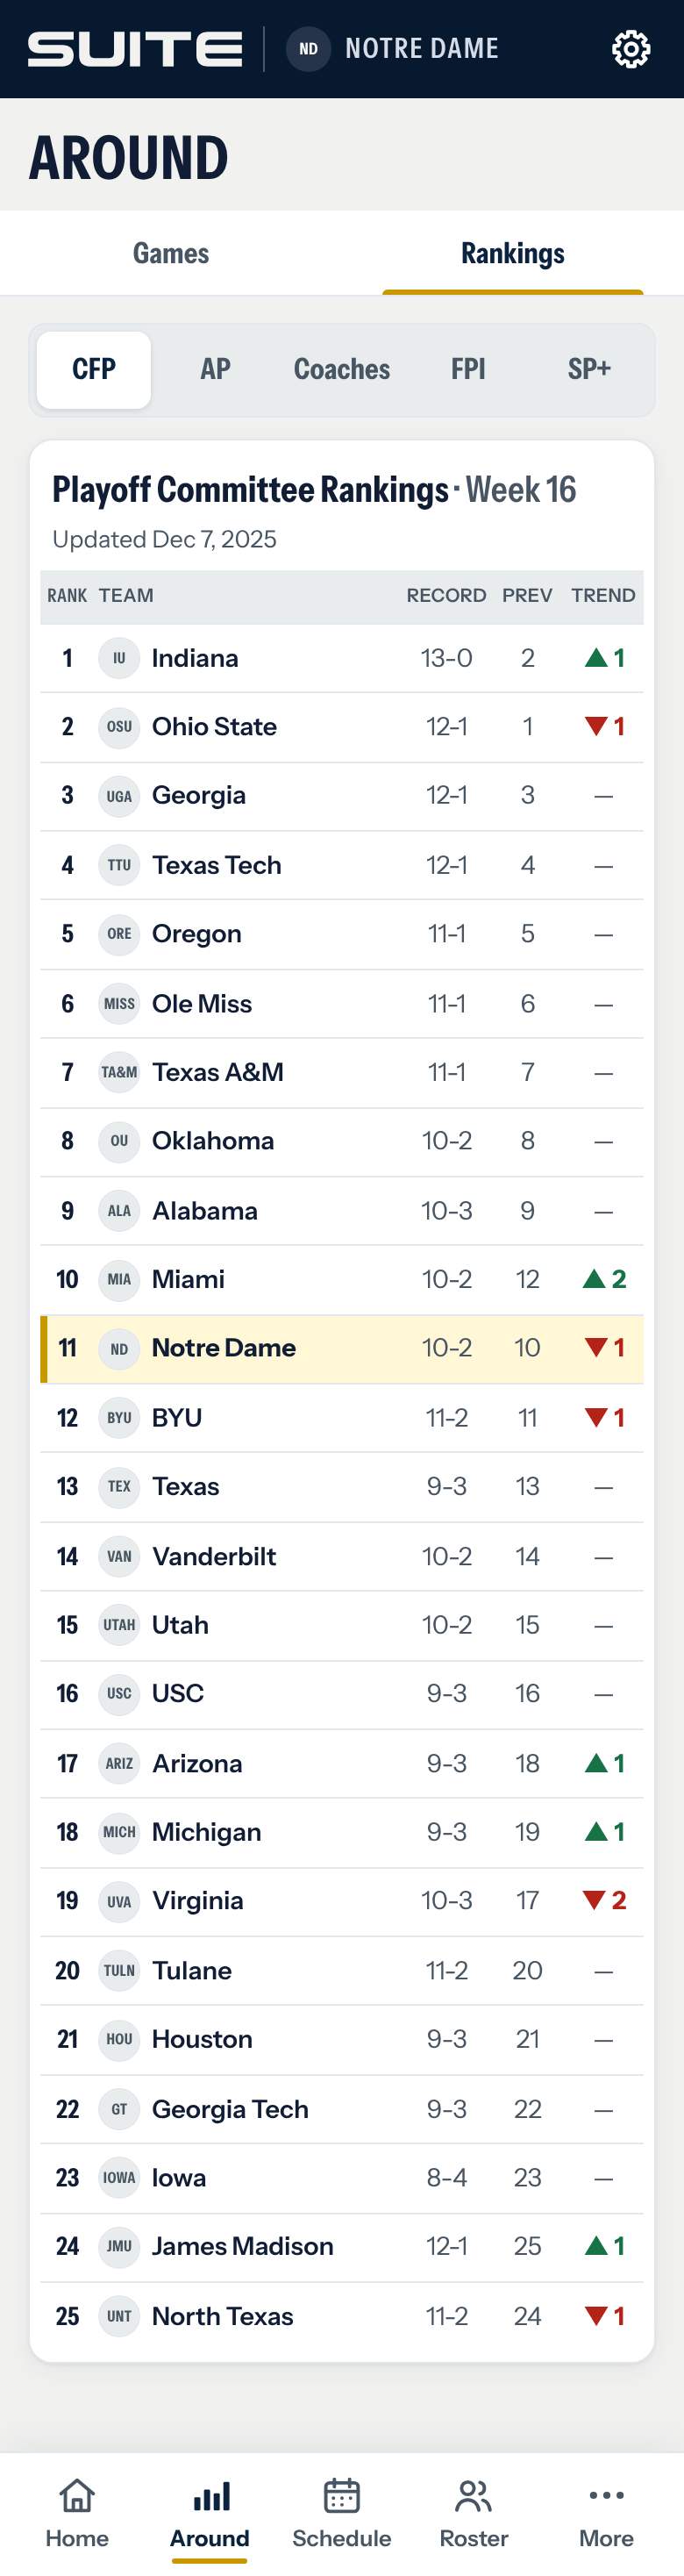 SUITE ND NOTRE DAME
AROUND
Games Rankings
CFP AP Coaches FPI SP+
Playoff Committee Rankings · Week 16
Updated Dec 7, 2025
RANK TEAM RECORD PREV TREND
1 IU Indiana 13-0 2 ▲ 1
2 OSU Ohio State 12-1 1 ▼ 1
3 UGA Georgia 12-1 3 —
4 TTU Texas Tech 12-1 4 —
5 ORE Oregon 11-1 5 —
6 MISS Ole Miss 11-1 6 —
7 TA&M Texas A&M 11-1 7 —
8 OU Oklahoma 10-2 8 —
9 ALA Alabama 10-3 9 —
10 MIA Miami 10-2 12 ▲ 2
11 ND Notre Dame 10-2 10 ▼ 1
12 BYU BYU 11-2 11 ▼ 1
13 TEX Texas 9-3 13 —
14 VAN Vanderbilt 10-2 14 —
15 UTAH Utah 10-2 15 —
16 USC USC 9-3 16 —
17 ARIZ Arizona 9-3 18 ▲ 1
18 MICH Michigan 9-3 19 ▲ 1
19 UVA Virginia 10-3 17 ▼ 2
20 TULN Tulane 11-2 20 —
21 HOU Houston 9-3 21 —
22 GT Georgia Tech 9-3 22 —
23 IOWA Iowa 8-4 23 —
24 JMU James Madison 12-1 25 ▲ 1
25 UNT North Texas 11-2 24 ▼ 1
Home Around Schedule Roster More